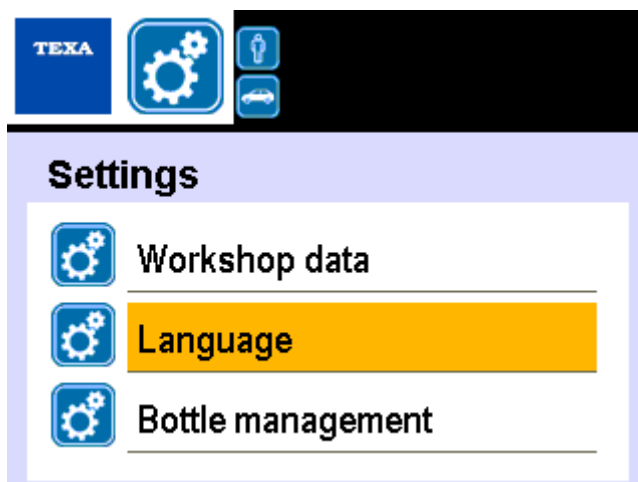 TEXA
Settings
Workshop data
Language
Bottle management